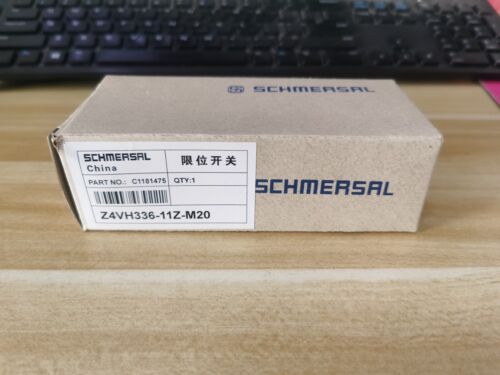 SCHMERSAL
SCHMERSAL
China
限位开关
PART NO.: C1181475
QTY:1
Z4VH336-11Z-M20
SCHMERSAL